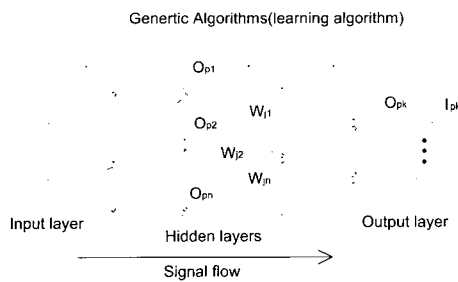 Genertic Algorithms(learning algorithm)
Op1
Wj1
Opk
Ipk
Op2
Wj2
Wjn
Opn
Input layer
Hidden layers
Output layer
Signal flow